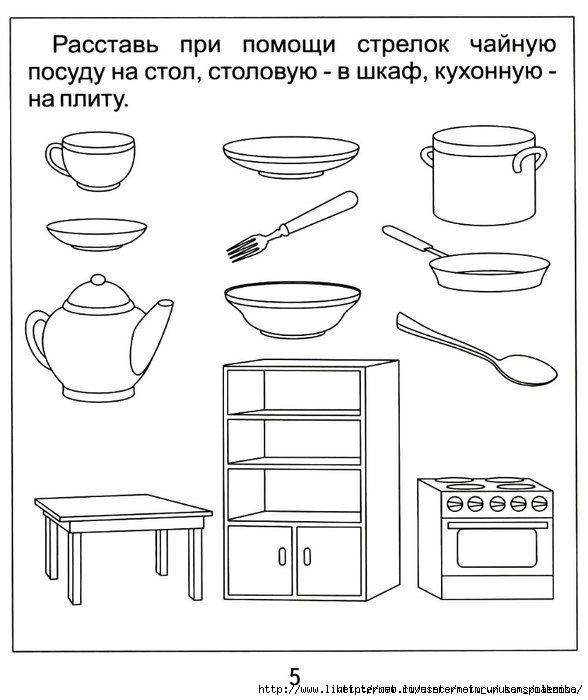 Расставь при помощи стрелок чайную
посуду на стол, столовую - в шкаф, кухонную -
на плиту.
5